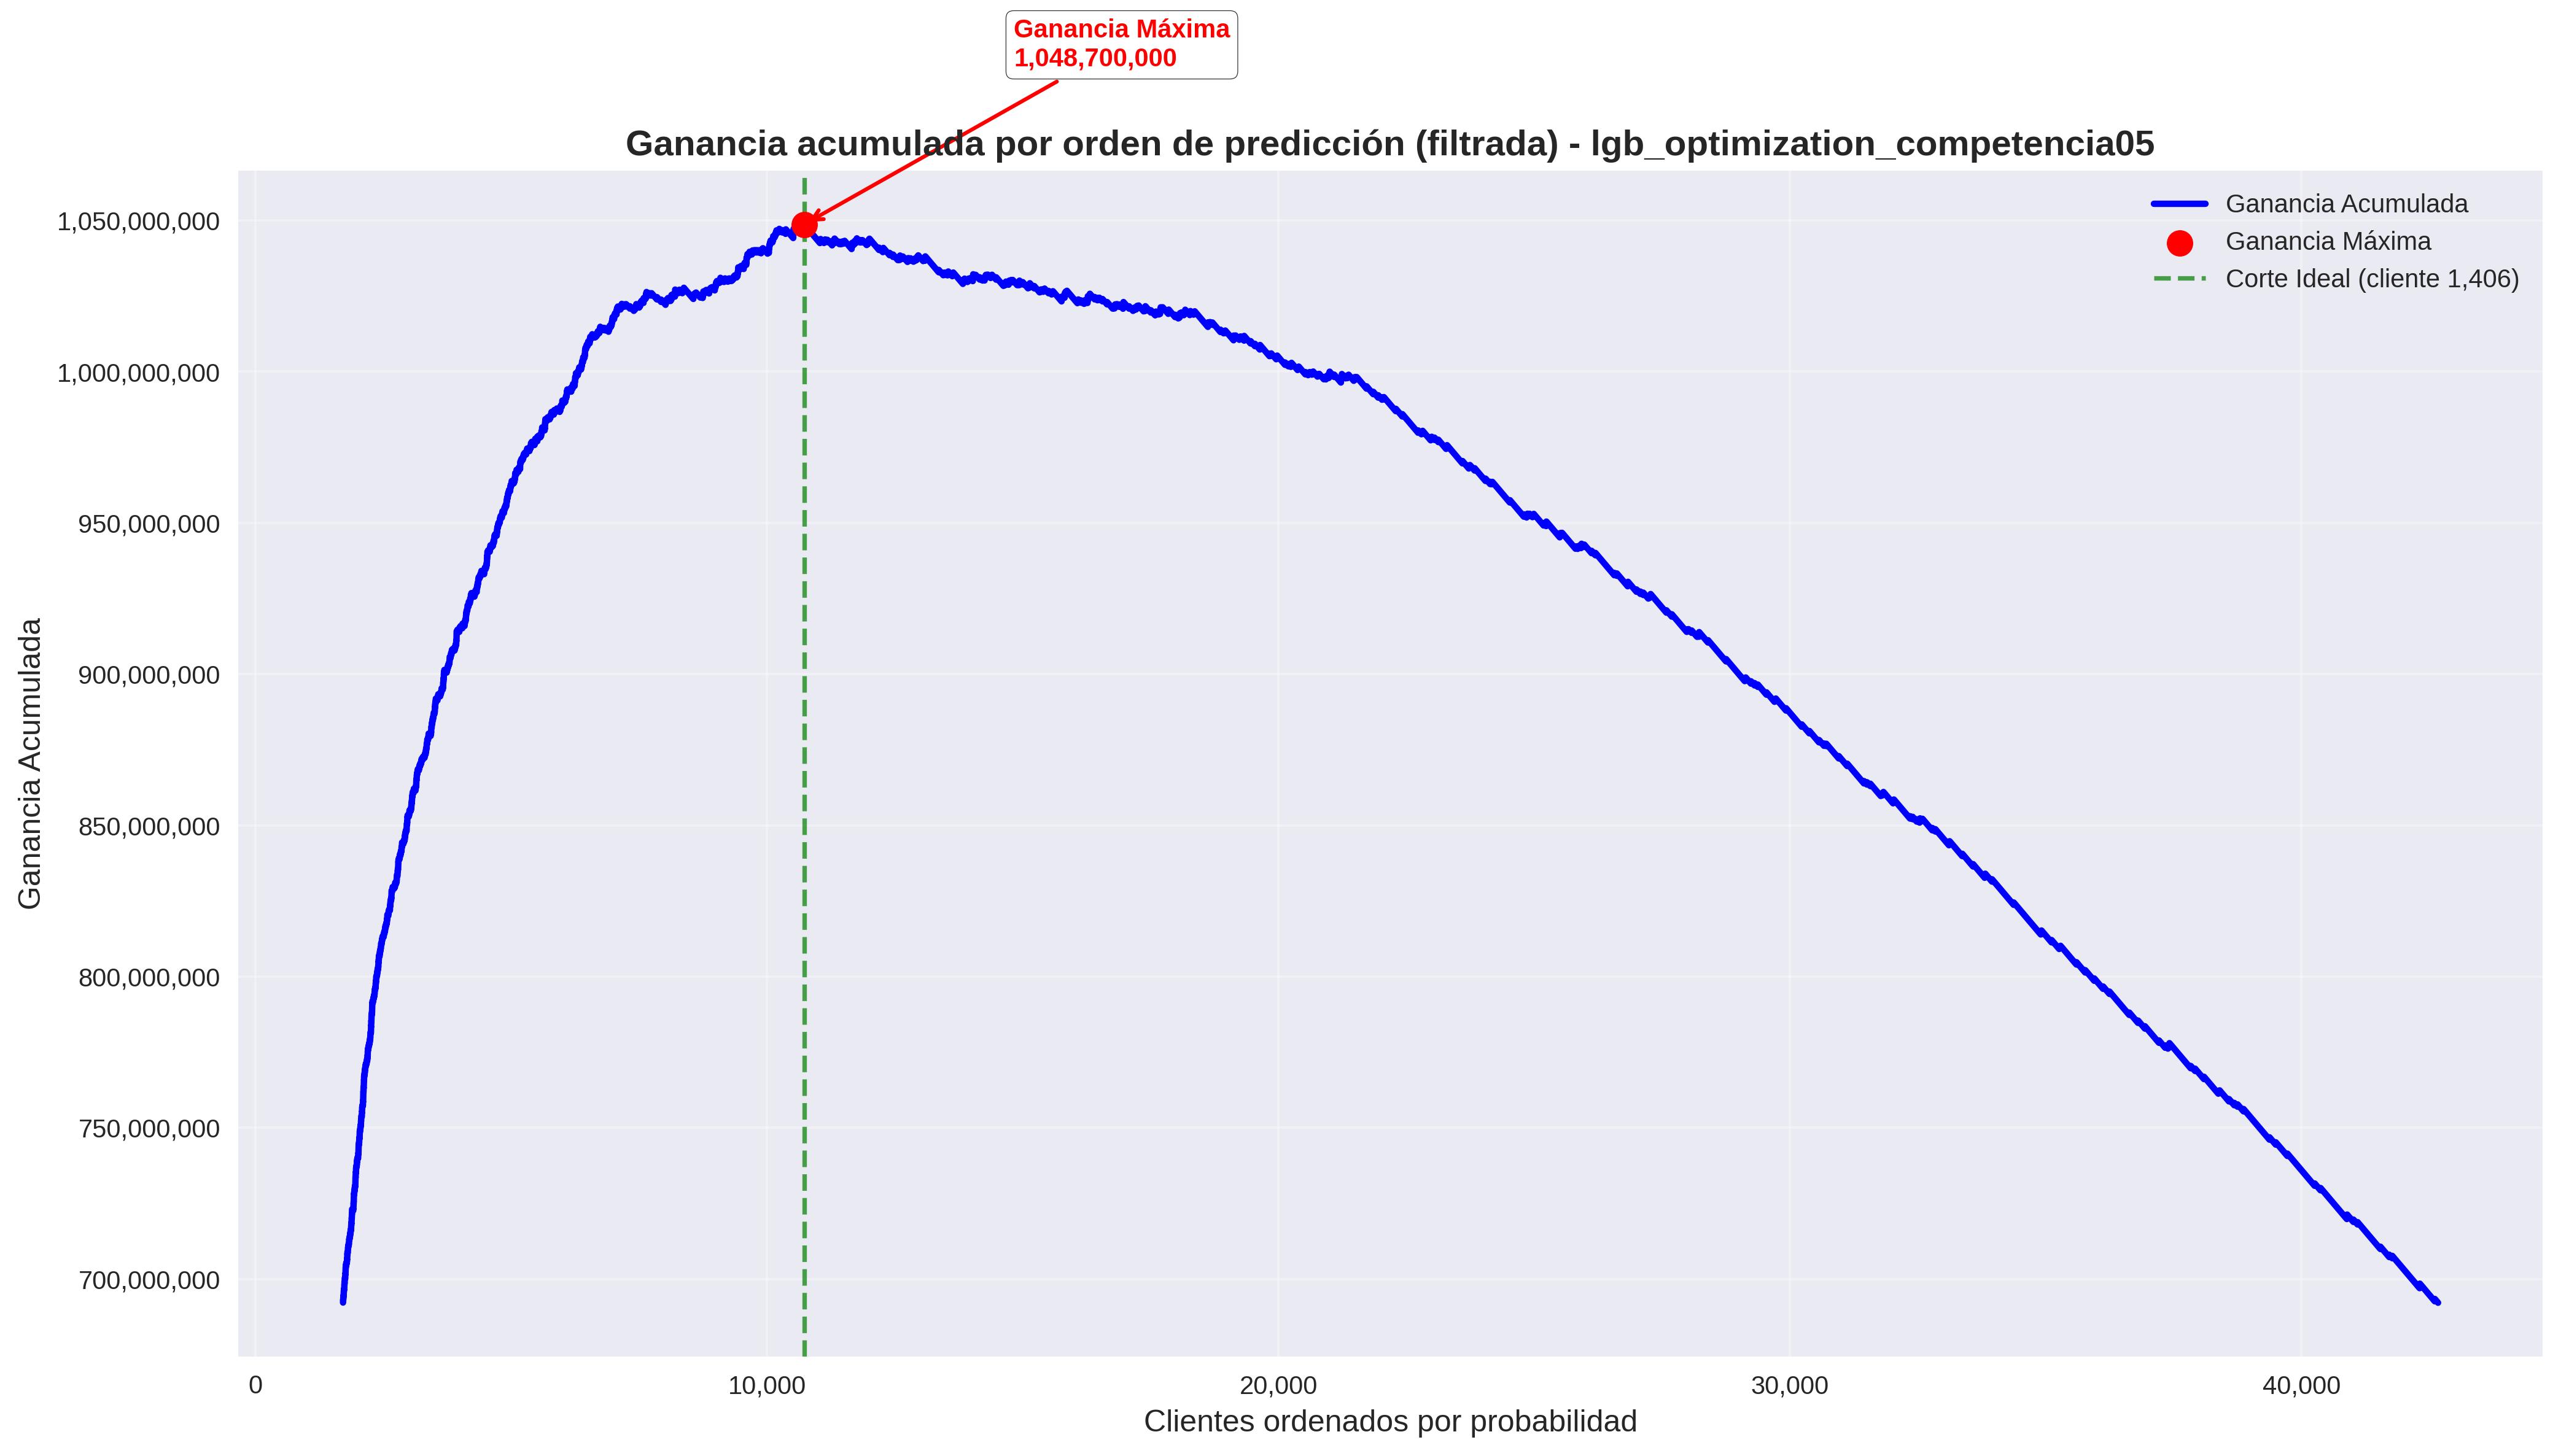 Ganancia Máxima
1,048,700,000
Ganancia acumulada por orden de predicción (filtrada) - lgb_optimization_competencia05
Ganancia Acumulada
Ganancia Máxima
Corte Ideal (cliente 1,406)
Ganancia Acumulada
1,050,000,000
1,000,000,000
950,000,000
900,000,000
850,000,000
800,000,000
750,000,000
700,000,000
0
10,000
20,000
30,000
40,000
Clientes ordenados por probabilidad